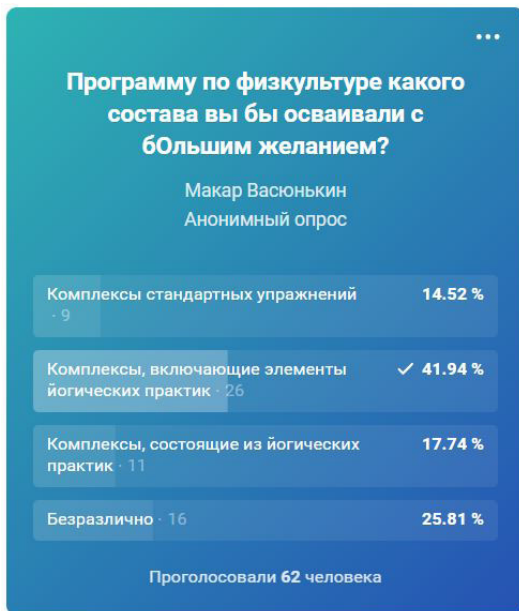 Программу по физкультуре какого
состава вы бы осваивали с
бОльшим желанием?
Макар Васюнькин
Анонимный опрос
Комплексы стандартных упражнений 14.52 %
· 9
Комплексы, включающие элементы 41.94 %
йогических практик · 26
Комплексы, состоящие из йогических 17.74 %
практик · 11
Безразлично · 16 25.81 %
Проголосовали 62 человека